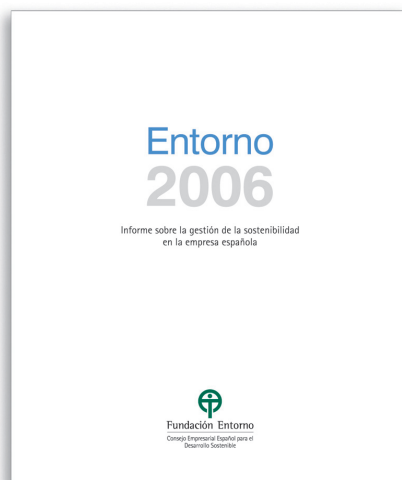 Entorno
2006
Informe sobre la gestión de la sostenibilidad
en la empresa española
Fundación Entorno
Consejo Empresarial Español para el
Desarrollo Sostenible